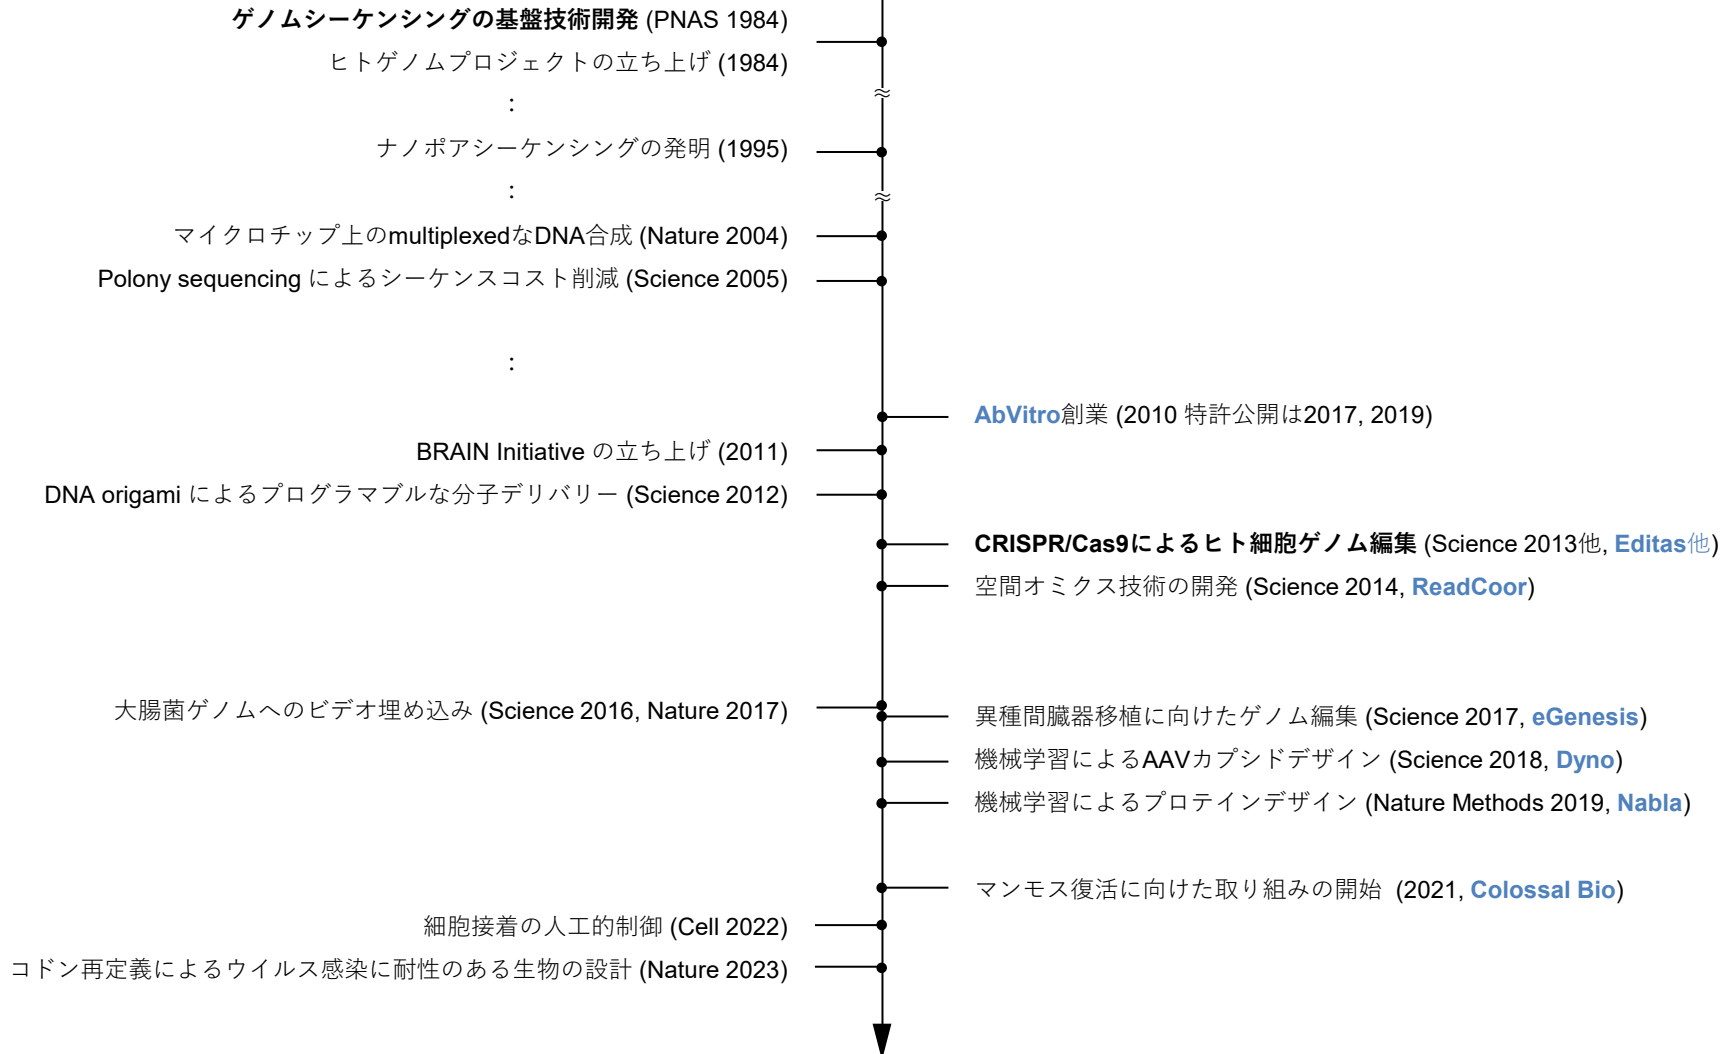 ゲノムシーケンシングの基盤技術開発 (PNAS 1984)
ヒトゲノムプロジェクトの立ち上げ (1984)
：
ナノポアシーケンシングの発明 (1995)
：
マイクロチップ上のmultiplexedなDNA合成 (Nature 2004)
Polony sequencing によるシーケンスコスト削減 (Science 2005)
：
AbVitro創業 (2010 特許公開は2017, 2019)
BRAIN Initiative の立ち上げ (2011)
DNA origami によるプログラマブルな分子デリバリー (Science 2012)
CRISPR/Cas9によるヒト細胞ゲノム編集 (Science 2013他, Editas他)
空間オミクス技術の開発 (Science 2014, ReadCoor)
大腸菌ゲノムへのビデオ埋め込み (Science 2016, Nature 2017)
異種間臓器移植に向けたゲノム編集 (Science 2017, eGenesis)
機械学習によるAAVカプシドデザイン (Science 2018, Dyno)
機械学習によるプロテインデザイン (Nature Methods 2019, Nabla)
マンモス復活に向けた取り組みの開始 (2021, Colossal Bio)
細胞接着の人工的制御 (Cell 2022)
コドン再定義によるウイルス感染に耐性のある生物の設計 (Nature 2023)